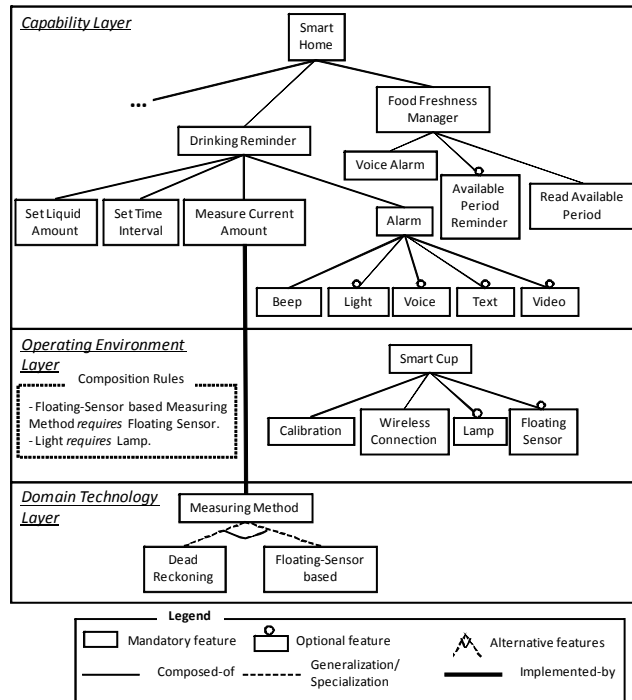 Capability Layer
Smart
Home
...
Food Freshness
Manager
Drinking Reminder
Voice Alarm
Available
Period
Reminder
Read Available
Period
Set Liquid
Amount
Set Time
Interval
Measure Current
Amount
Alarm
Beep
Light
Voice
Text
Video
Operating Environment
Layer
Composition Rules
- Floating-Sensor based Measuring
Method requires Floating Sensor.
- Light requires Lamp.
Smart Cup
Calibration
Wireless
Connection
Lamp
Floating
Sensor
Domain Technology
Layer
Measuring Method
Dead
Reckoning
Floating-Sensor
based
Legend
Mandatory feature
Optional feature
Alternative features
Composed-of
Generalization/
Specialization
Implemented-by